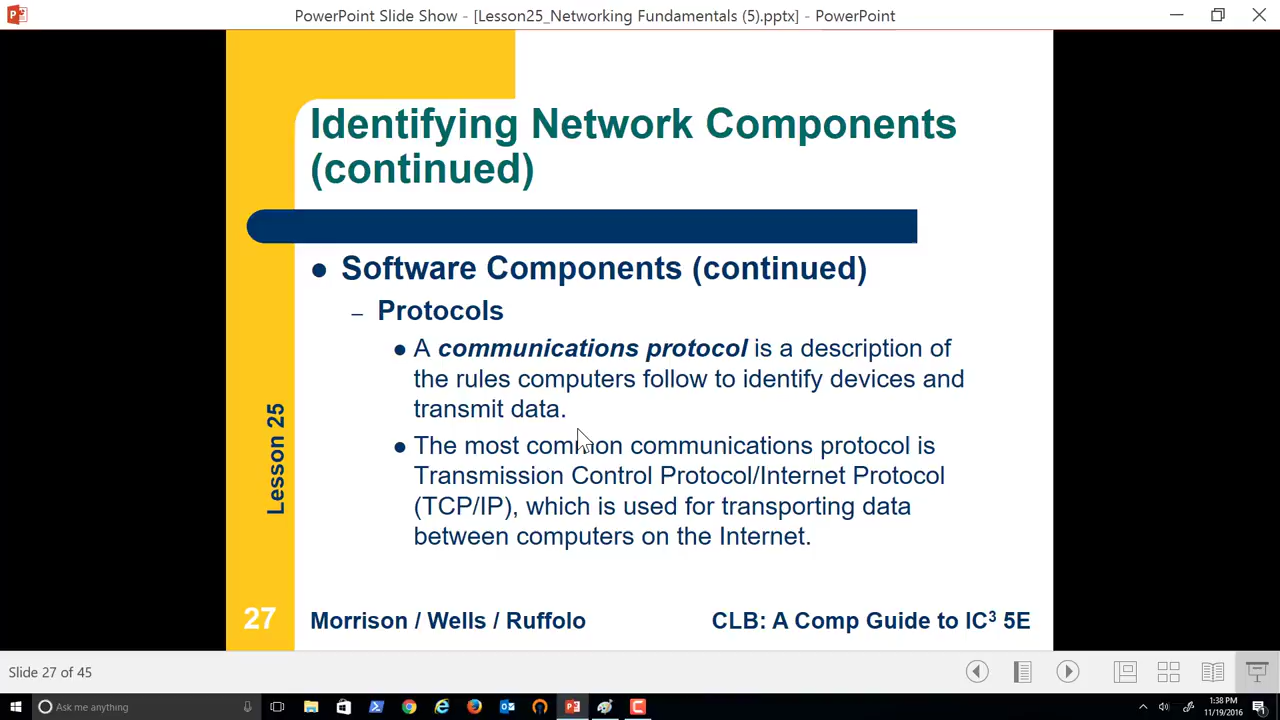 PowerPoint Slide Show - [Lesson25_Networking Fundamentals (5).pptx] - PowerPoint
Identifying Network Components
(continued)
● Software Components (continued)
– Protocols
● A communications protocol is a description of
the rules computers follow to identify devices and
transmit data.
● The most common communications protocol is
Transmission Control Protocol/Internet Protocol
(TCP/IP), which is used for transporting data
between computers on the Internet.
Lesson 25
27
Morrison / Wells / Ruffolo
CLB: A Comp Guide to IC³ 5E
Slide 27 of 45
Ask me anything
1:38 PM
11/19/2016